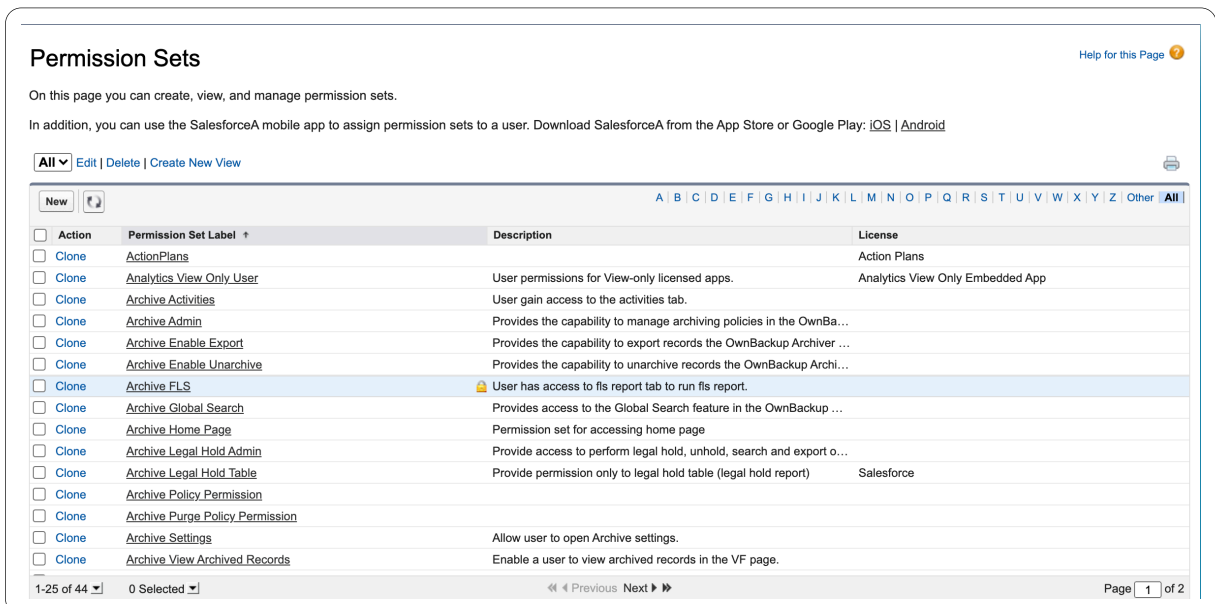 Permission Sets
Help for this Page ?
On this page you can create, view, and manage permission sets.
In addition, you can use the SalesforceA mobile app to assign permission sets to a user. Download SalesforceA from the App Store or Google Play: iOS | Android
All Edit | Delete | Create New View
New A | B | C | D | E | F | G | H | I | J | K | L | M | N | O | P | Q | R | S | T | U | V | W | X | Y | Z | Other All
Action Permission Set Label ↑ Description License
Clone ActionPlans Action Plans
Clone Analytics View Only User User permissions for View-only licensed apps. Analytics View Only Embedded App
Clone Archive Activities User gain access to the activities tab.
Clone Archive Admin Provides the capability to manage archiving policies in the OwnBa…
Clone Archive Enable Export Provides the capability to export records the OwnBackup Archiver …
Clone Archive Enable Unarchive Provides the capability to unarchive records the OwnBackup Archi…
Clone Archive FLS User has access to fls report tab to run fls report.
Clone Archive Global Search Provides access to the Global Search feature in the OwnBackup …
Clone Archive Home Page Permission set for accessing home page
Clone Archive Legal Hold Admin Provide access to perform legal hold, unhold, search and export o…
Clone Archive Legal Hold Table Provide permission only to legal hold table (legal hold report) Salesforce
Clone Archive Policy Permission
Clone Archive Purge Policy Permission
Clone Archive Settings Allow user to open Archive settings.
Clone Archive View Archived Records Enable a user to view archived records in the VF page.
1-25 of 44 0 Selected Previous Next Page 1 of 2